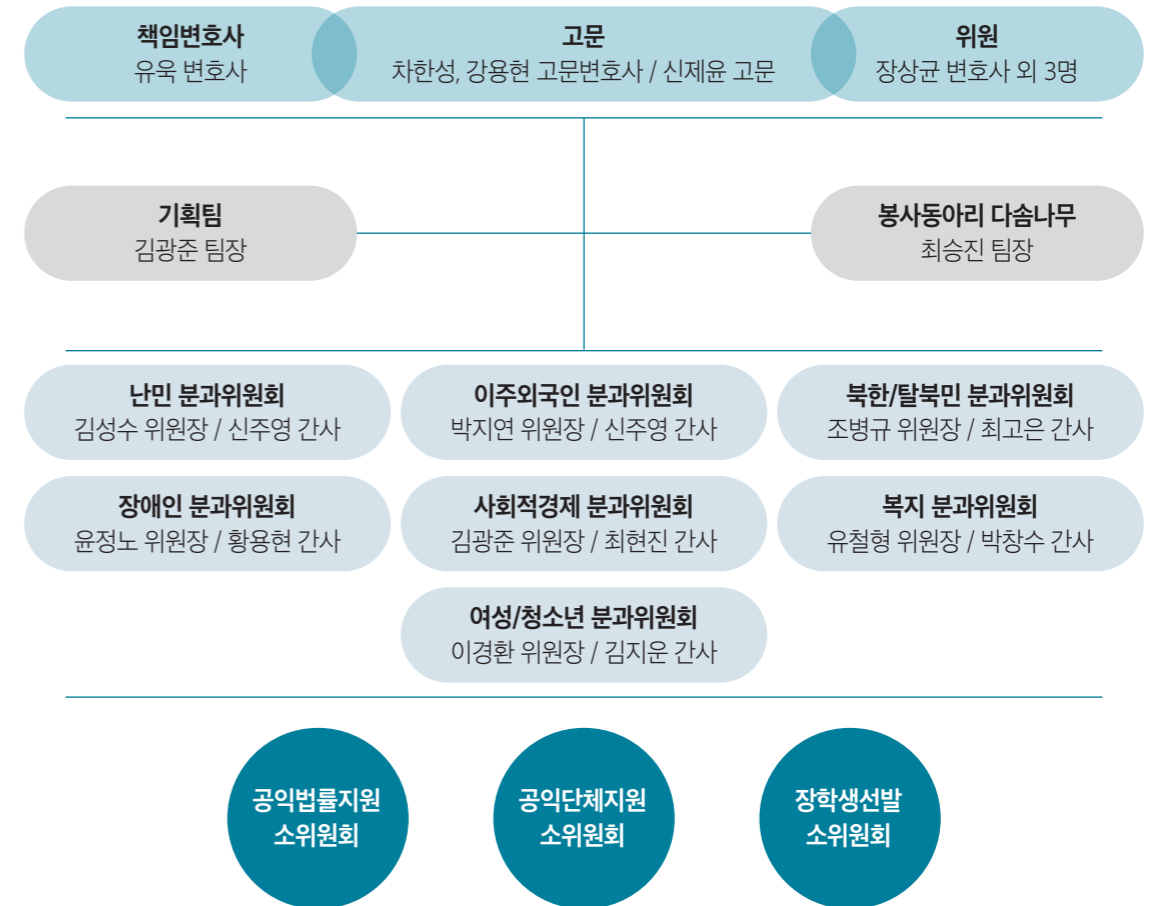 책임변호사
유욱 변호사
고문
차한성, 강용현 고문변호사 / 신제윤 고문
위원
장상균 변호사 외 3명
기획팀
김광준 팀장
봉사동아리 다솜나무
최승진 팀장
난민 분과위원회
김성수 위원장 / 신주영 간사
이주외국인 분과위원회
박지연 위원장 / 신주영 간사
북한/탈북민 분과위원회
조병규 위원장 / 최고은 간사
장애인 분과위원회
윤정노 위원장 / 황용현 간사
사회적경제 분과위원회
김광준 위원장 / 최현진 간사
복지 분과위원회
유철형 위원장 / 박창수 간사
여성/청소년 분과위원회
이경환 위원장 / 김지운 간사
공익법률지원
소위원회
공익단체지원
소위원회
장학생선발
소위원회